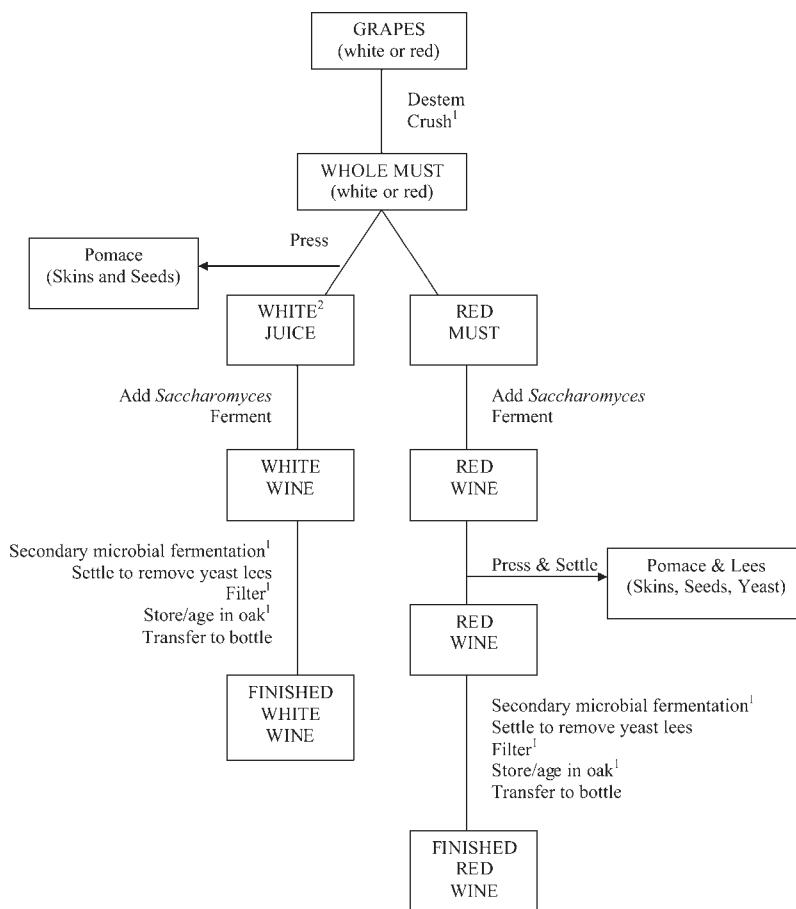 GRAPES
(white or red)
Destem
Crush¹
WHOLE MUST
(white or red)
Press
Pomace
(Skins and Seeds)
WHITE²
JUICE
RED
MUST
Add Saccharomyces
Ferment
Add Saccharomyces
Ferment
WHITE
WINE
RED
WINE
Secondary microbial fermentation¹
Settle to remove yeast lees
Filter¹
Store/age in oak¹
Transfer to bottle
Press & Settle
Pomace & Lees
(Skins, Seeds, Yeast)
RED
WINE
FINISHED
WHITE
WINE
Secondary microbial fermentation¹
Settle to remove yeast lees
Filter¹
Store/age in oak¹
Transfer to bottle
FINISHED
RED
WINE